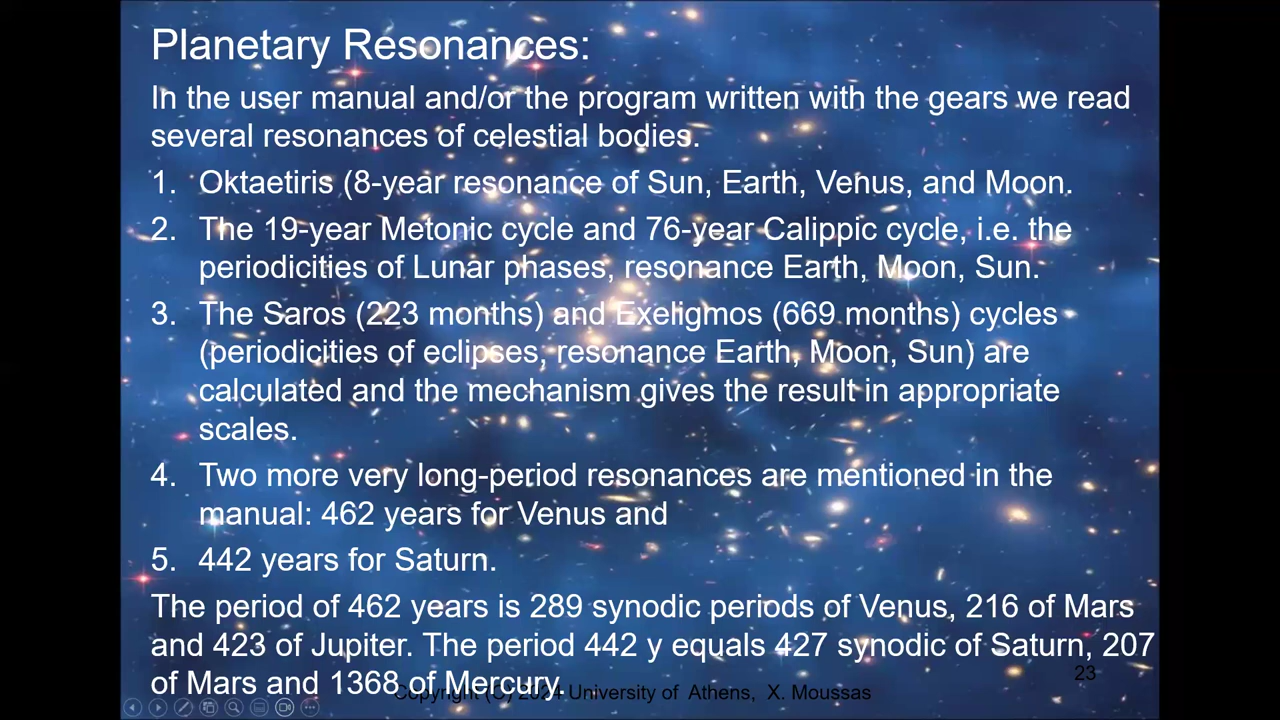 Planetary Resonances:
In the user manual and/or the program written with the gears we read
several resonances of celestial bodies.
1. Oktaetiris (8-year resonance of Sun, Earth, Venus, and Moon.
2. The 19-year Metonic cycle and 76-year Calippic cycle, i.e. the
periodicities of Lunar phases, resonance Earth, Moon, Sun.
3. The Saros (223 months) and Exeligmos (669 months) cycles
(periodicities of eclipses, resonance Earth, Moon, Sun) are
calculated and the mechanism gives the result in appropriate
scales.
4. Two more very long-period resonances are mentioned in the
manual: 462 years for Venus and
5. 442 years for Saturn.
The period of 462 years is 289 synodic periods of Venus, 216 of Mars
and 423 of Jupiter. The period 442 y equals 427 synodic of Saturn, 207
of Mars and 1368 of Mercury.
23
Copyright (C) 2024 University of Athens, X. Moussas